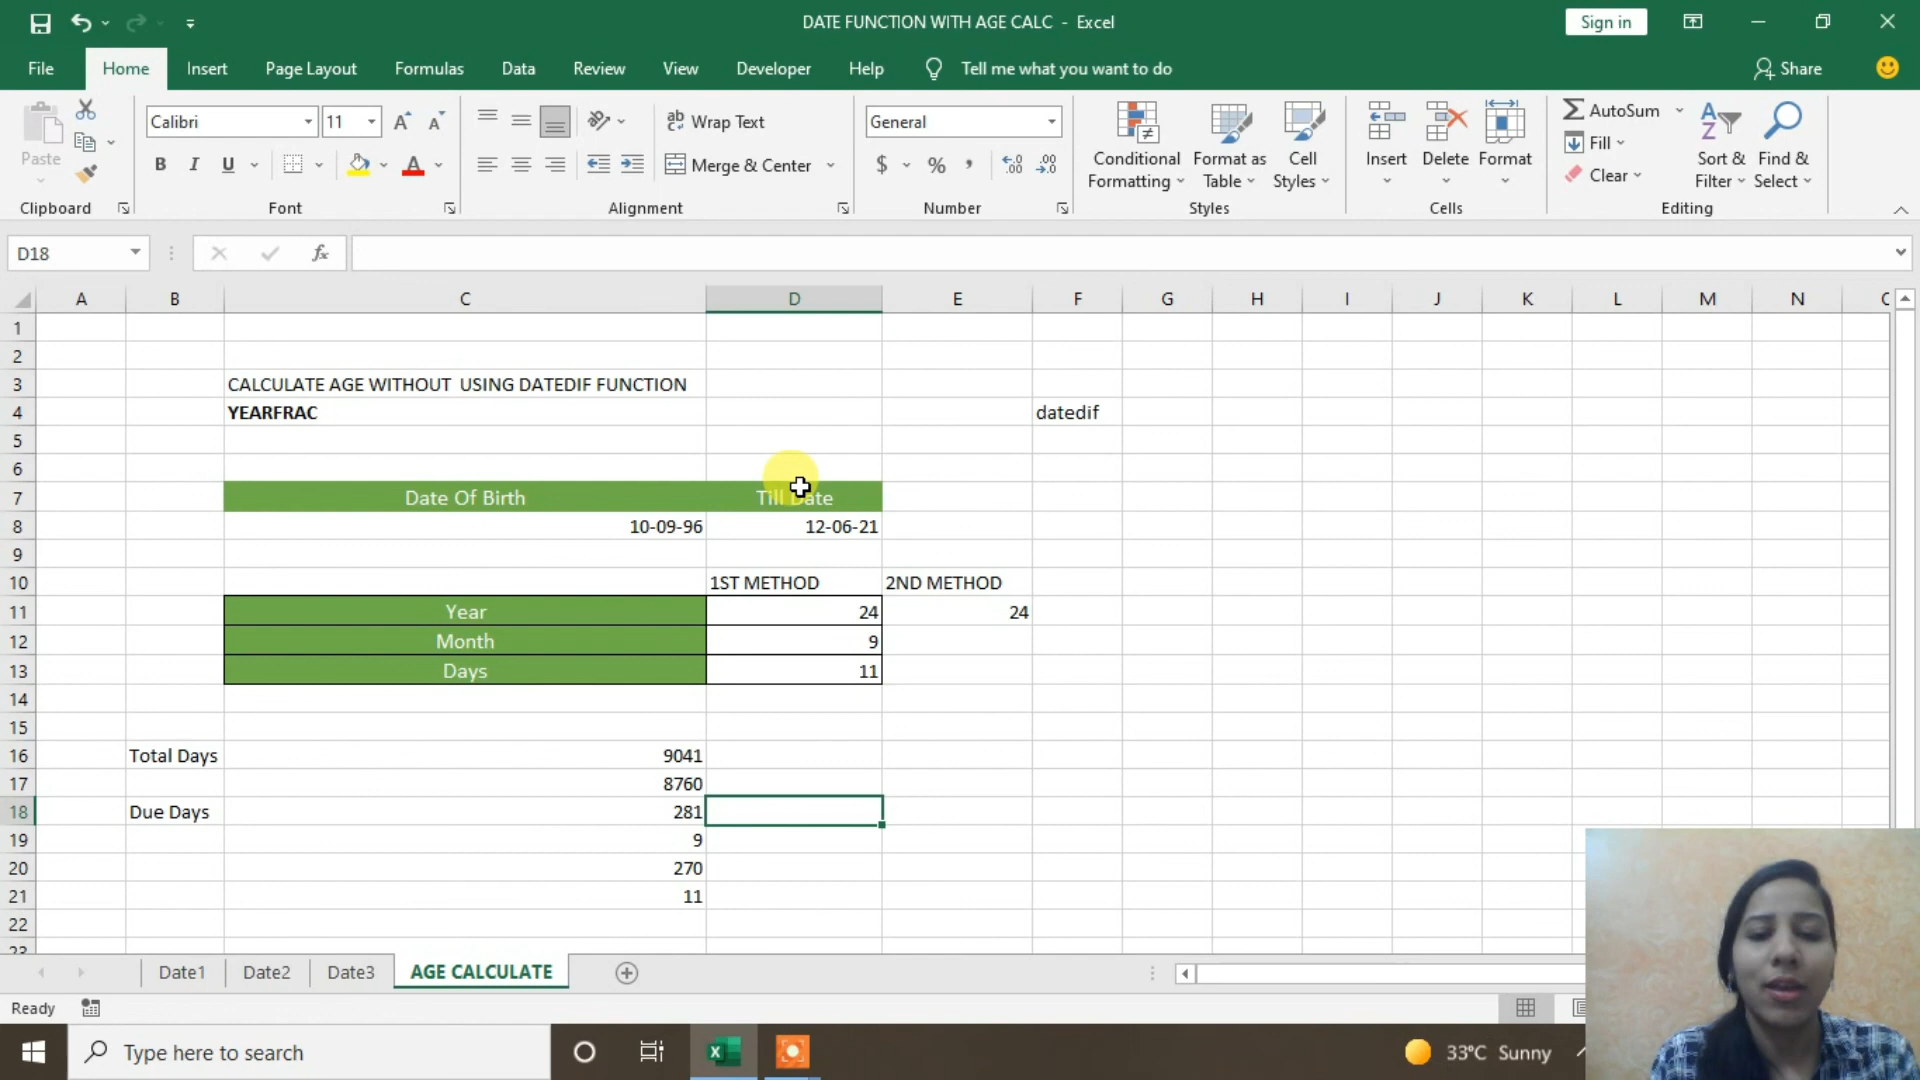 DATE FUNCTION WITH AGE CALC - Excel
Sign in
File Home Insert Page Layout Formulas Data Review View Developer Help Tell me what you want to do Share
Paste
Calibri 11
Wrap Text
General
Conditional Formatting
Format as Table
Cell Styles
Insert
Delete
Format
AutoSum
Fill
Clear
Sort & Filter
Find & Select
B I U
Merge & Center
$ % ,
Clipboard Font Alignment Number Styles Cells Editing
D18 fx
A B C D E F G H I J K L M N
1
2
3 CALCULATE AGE WITHOUT USING DATEDIF FUNCTION
4 YEARFRAC datedif
5
6
7 Date Of Birth Till Date
8 10-09-96 12-06-21
9
10 1ST METHOD 2ND METHOD
11 Year 24 24
12 Month 9
13 Days 11
14
15
16 Total Days 9041
17 8760
18 Due Days 281
19 9
20 270
21 11
22
23
Date1 Date2 Date3 AGE CALCULATE
Ready
Type here to search
33°C Sunny